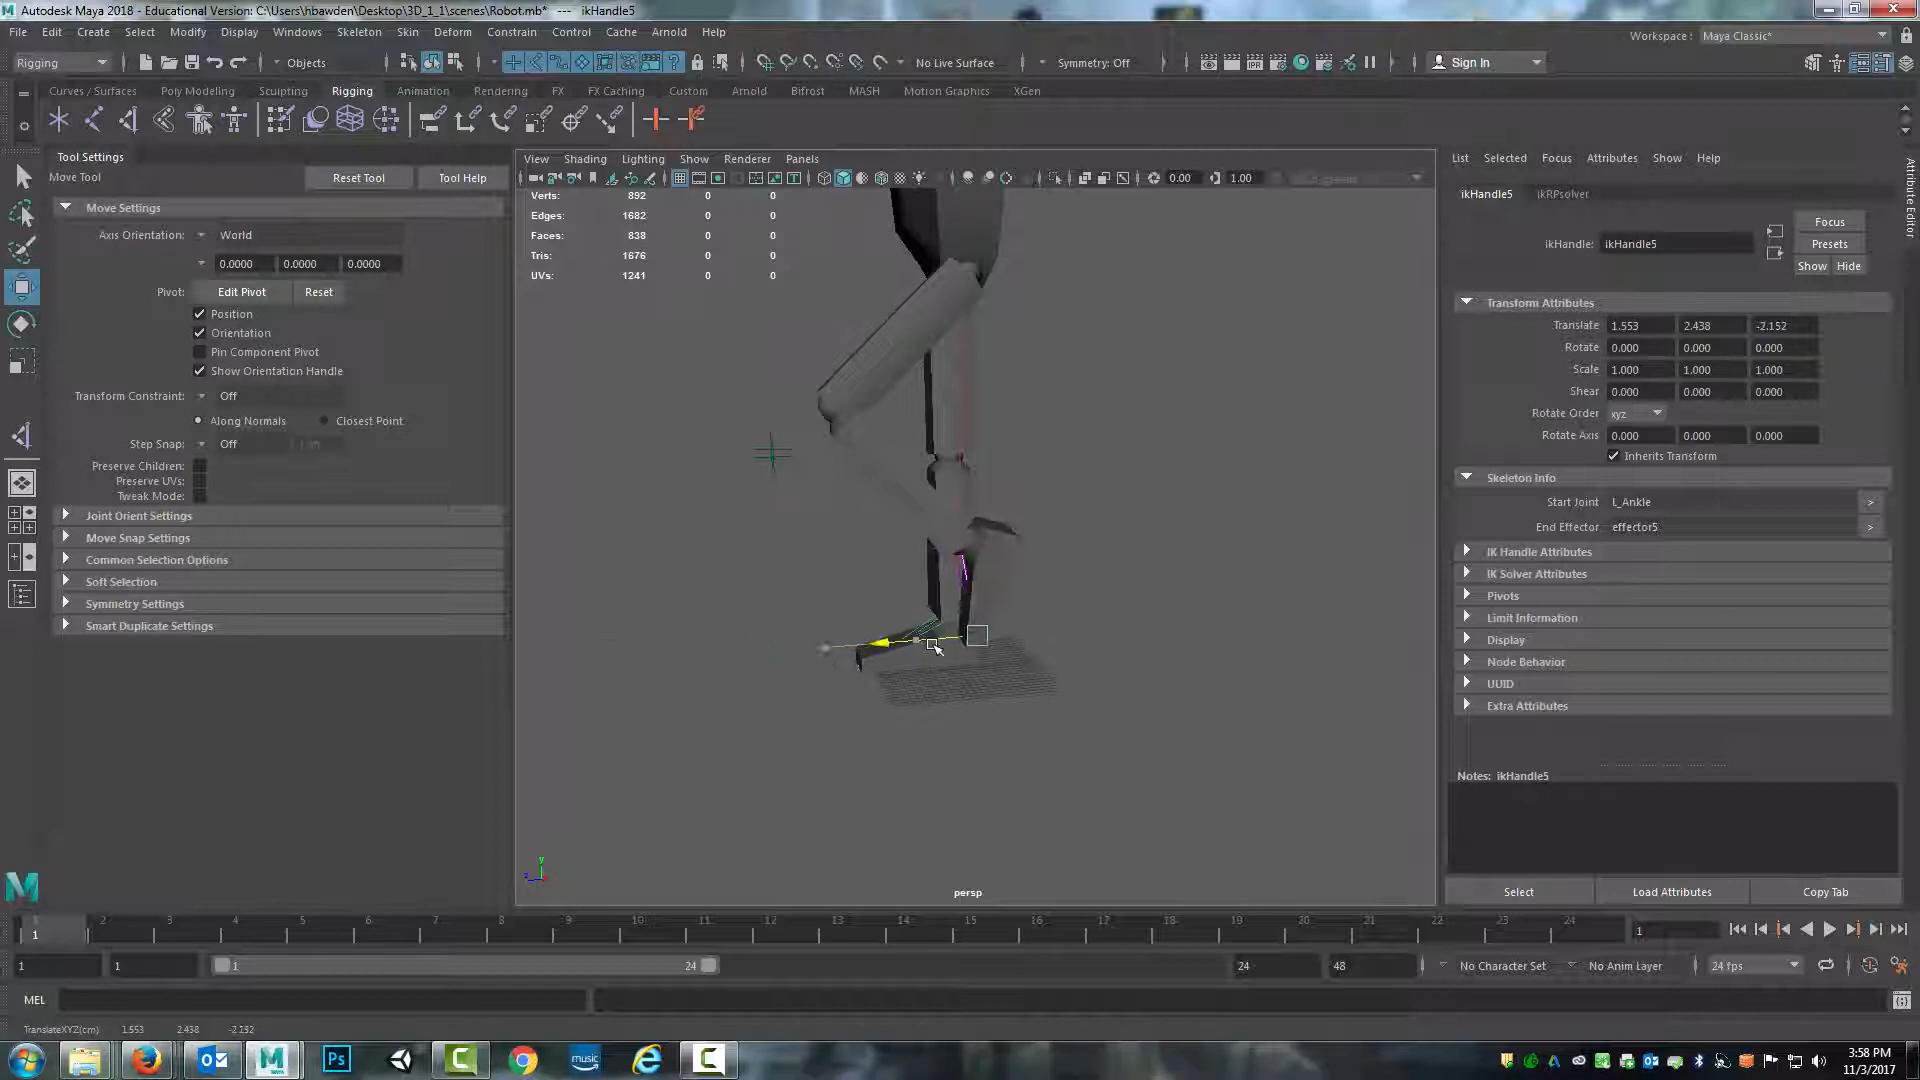 Autodesk Maya 2018 - Educational Version: C:\Users\hbawden\Desktop\3D_1_1\scenes\Robot.mb* --- ikHandle5
File Edit Create Select Modify Display Windows Skeleton Skin Deform Constrain Control Cache Arnold Help
Workspace : Maya Classic*
Rigging Objects No Live Surface Symmetry: Off Sign In
Curves / Surfaces Poly Modeling Sculpting Rigging Animation Rendering FX FX Caching Custom Arnold Bifrost MASH Motion Graphics XGen
IPR
Tool Settings
Move Tool Reset Tool Tool Help
Move Settings
Axis Orientation: World
0.0000 0.0000 0.0000
Pivot: Edit Pivot Reset
Position
Orientation
Pin Component Pivot
Show Orientation Handle
Transform Constraint: Off
Along Normals Closest Point
Step Snap: Off
Preserve Children:
Preserve UVs:
Tweak Mode:
Joint Orient Settings
Move Snap Settings
Common Selection Options
Soft Selection
Symmetry Settings
Smart Duplicate Settings
View Shading Lighting Show Renderer Panels
0.00 1.00
Verts: 892 0 0
Edges: 1682 0 0
Faces: 838 0 0
Tris: 1676 0 0
UVs: 1241 0 0
y
z
persp
List Selected Focus Attributes Show Help
ikHandle5 ikRPsolver
Focus
ikHandle: ikHandle5 Presets
Show Hide
Transform Attributes
Translate 1.553 2.438 -2.152
Rotate 0.000 0.000 0.000
Scale 1.000 1.000 1.000
Shear 0.000 0.000 0.000
Rotate Order xyz
Rotate Axis 0.000 0.000 0.000
Inherits Transform
Skeleton Info
Start Joint L_Ankle >
End Effector effector5 >
IK Handle Attributes
IK Solver Attributes
Pivots
Limit Information
Display
Node Behavior
UUID
Extra Attributes
Notes: ikHandle5
Select Load Attributes Copy Tab
Attribute Editor
1 2 3 4 5 6 7 8 9 10 11 12 13 14 15 16 17 18 19 20 21 22 23 24
1 1
1 1 1 24 24 48 No Character Set No Anim Layer 24 fps
MEL
TranslateXYZ(cm) 1.553 2.438 -2.152
Ps music
3:58 PM
11/3/2017